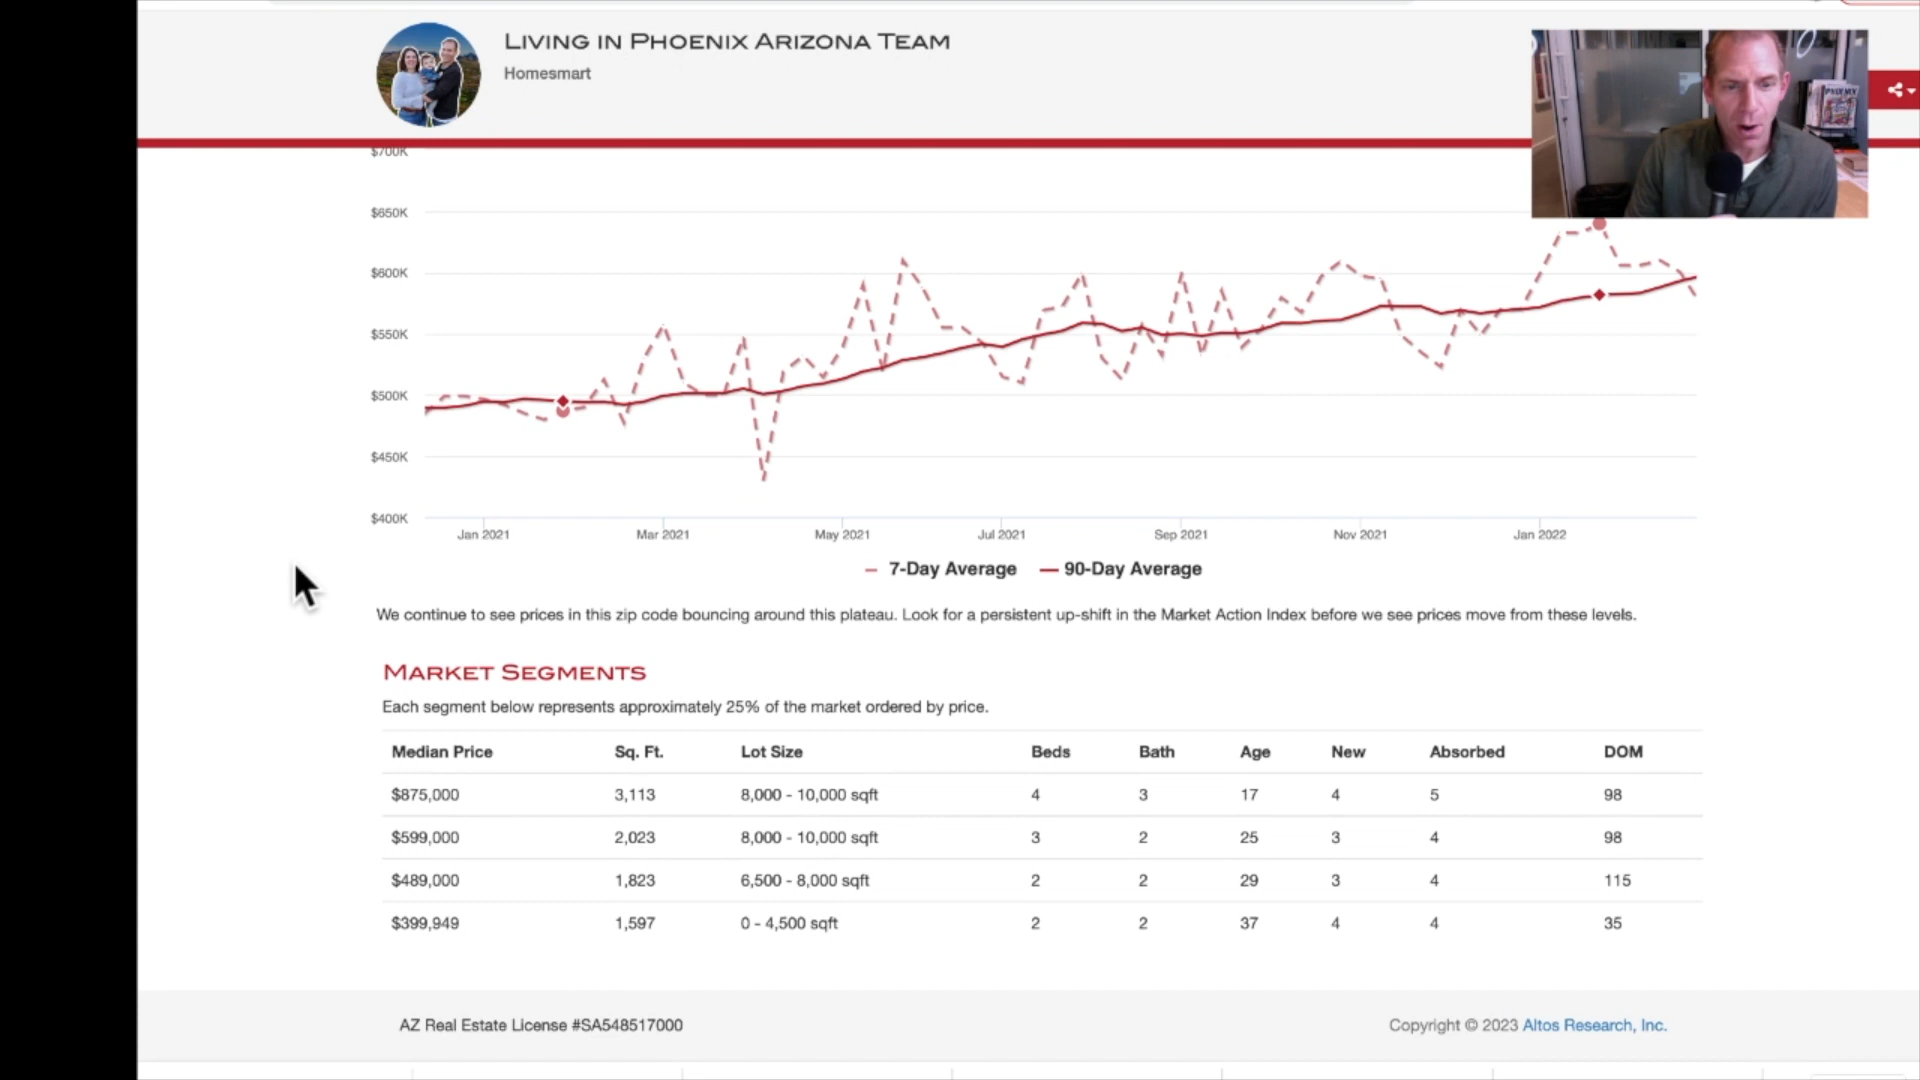 LIVING IN PHOENIX ARIZONA TEAM
Homesmart
$700K
$650K
$600K
$550K
$500K
$450K
$400K
Jan 2021 Mar 2021 May 2021 Jul 2021 Sep 2021 Nov 2021 Jan 2022
7-Day Average 90-Day Average
We continue to see prices in this zip code bouncing around this plateau. Look for a persistent up-shift in the Market Action Index before we see prices move from these levels.
MARKET SEGMENTS
Each segment below represents approximately 25% of the market ordered by price.
Median Price Sq. Ft. Lot Size Beds Bath Age New Absorbed DOM
$875,000 3,113 8,000 - 10,000 sqft 4 3 17 4 5 98
$599,000 2,023 8,000 - 10,000 sqft 3 2 25 3 4 98
$489,000 1,823 6,500 - 8,000 sqft 2 2 29 3 4 115
$399,949 1,597 0 - 4,500 sqft 2 2 37 4 4 35
AZ Real Estate License #SA548517000
Copyright © 2023 Altos Research, Inc.